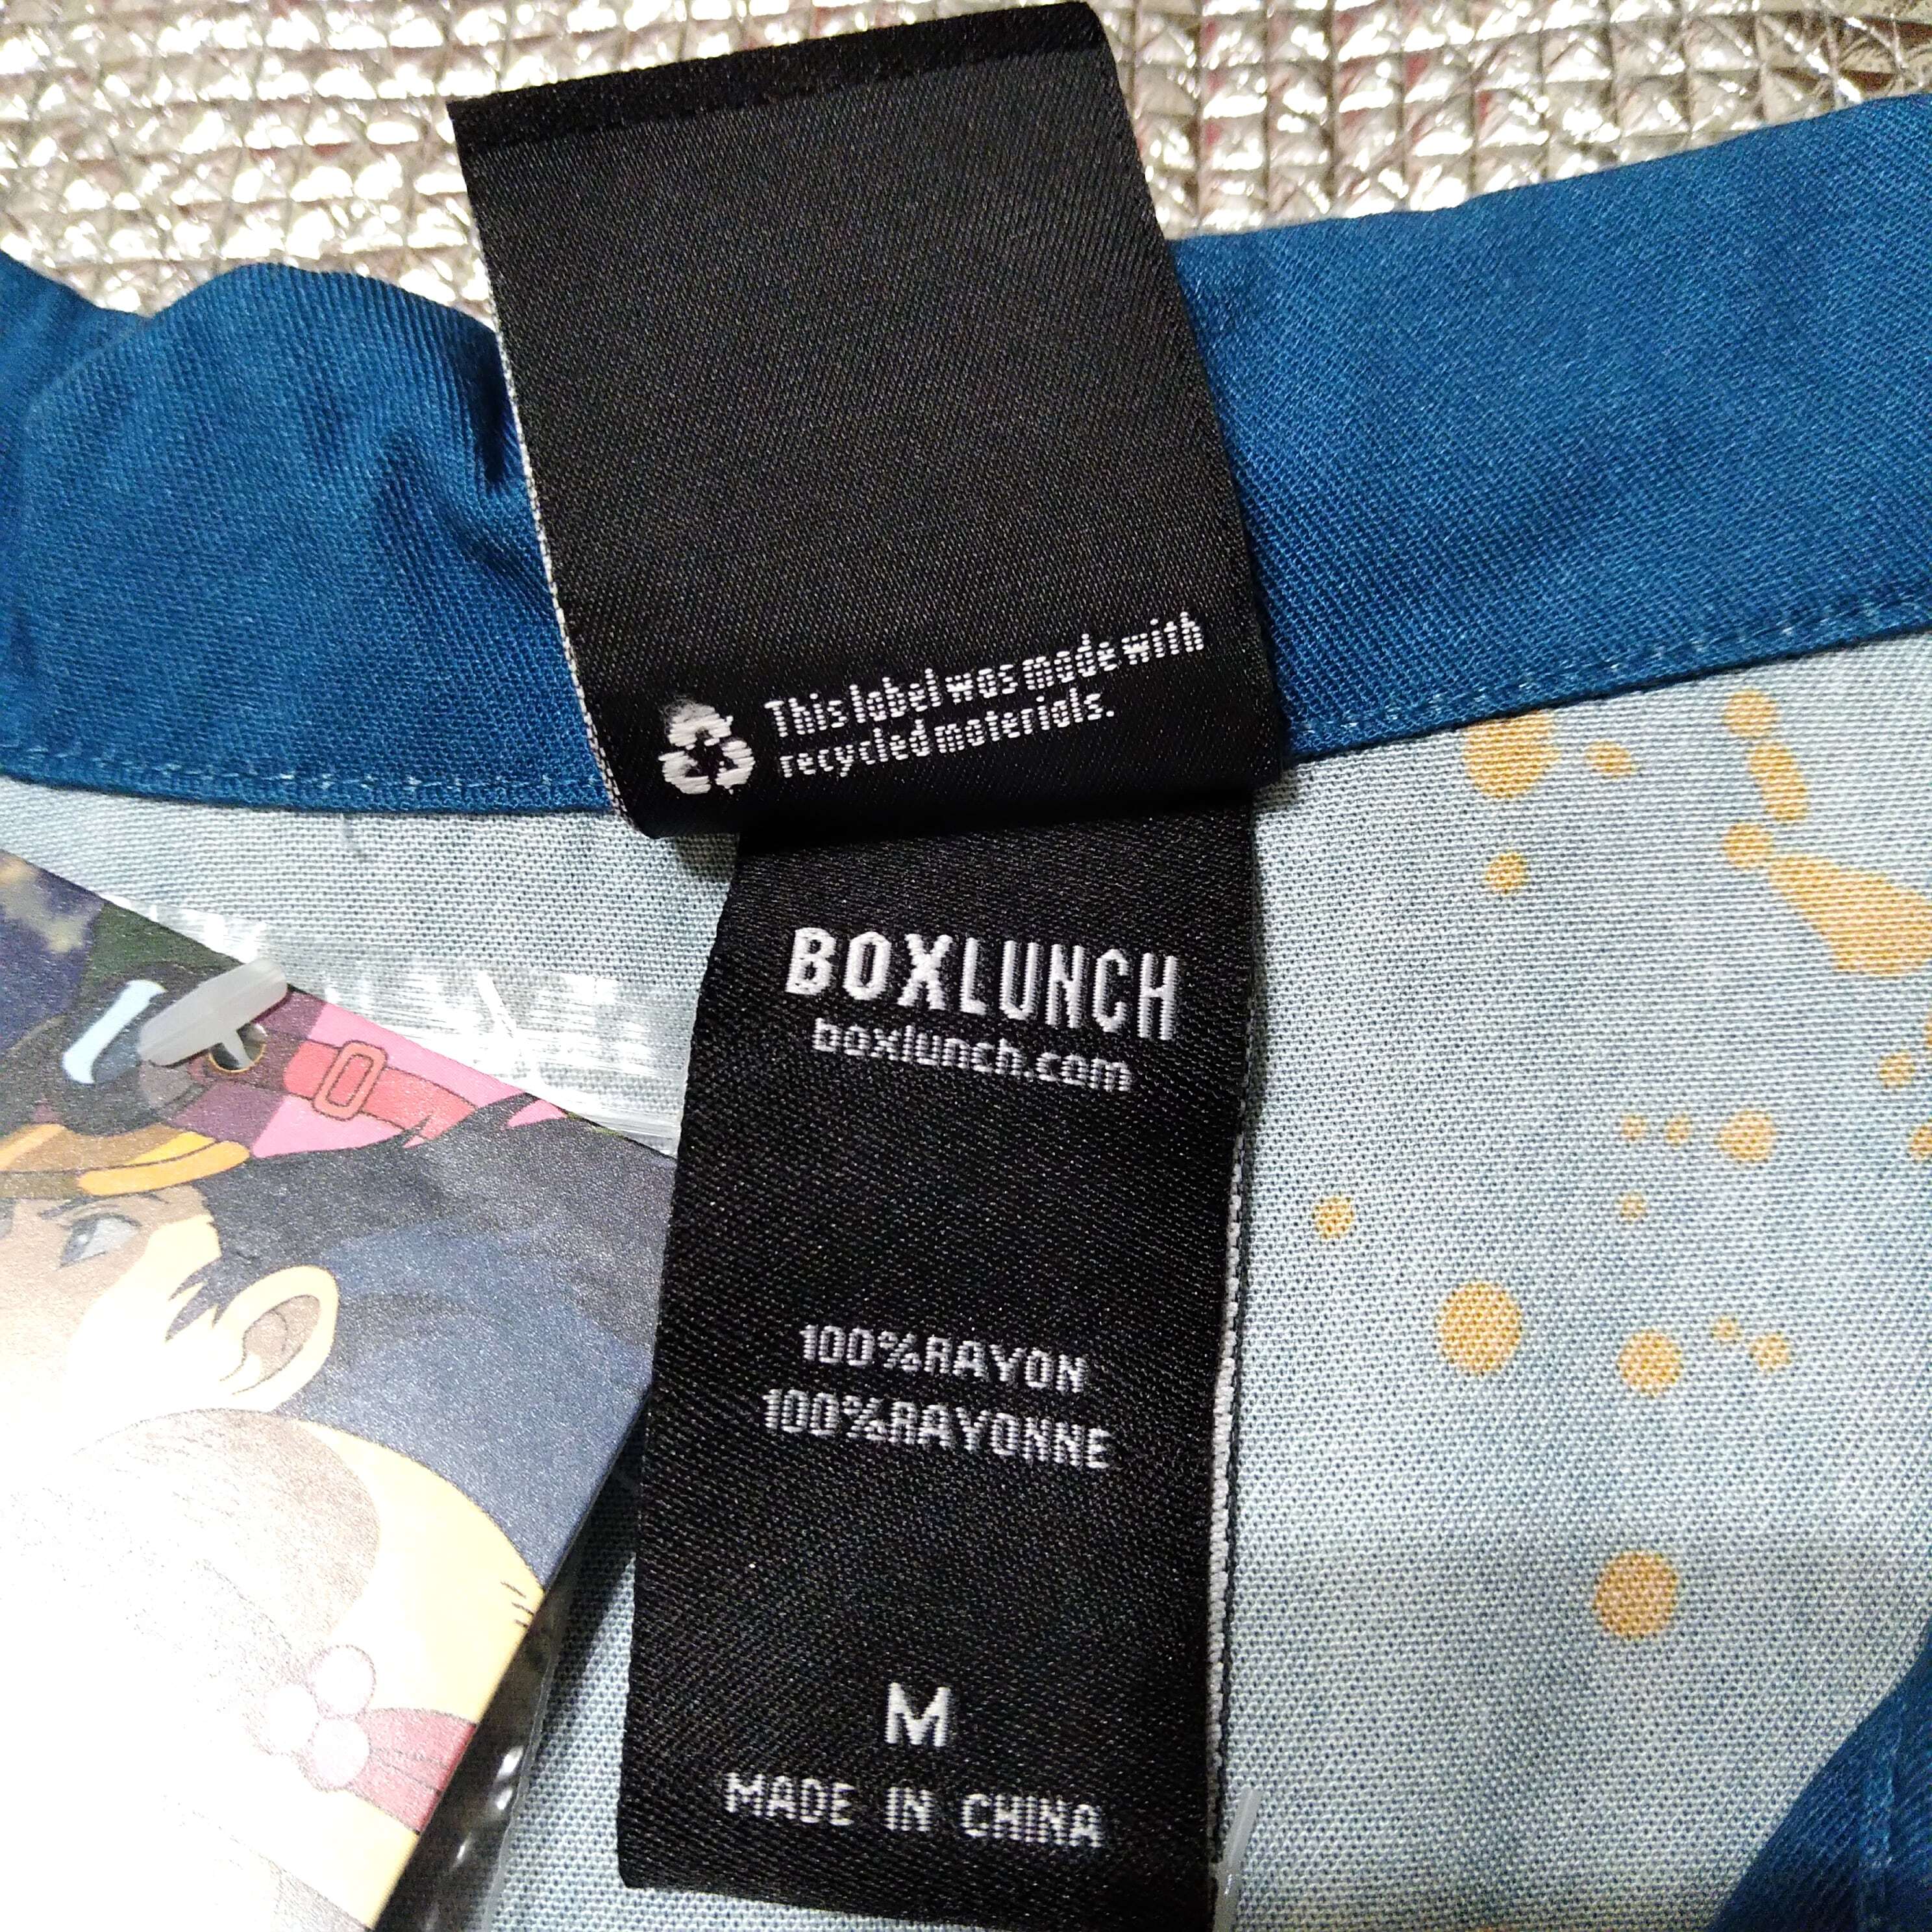 This label was made with
recycled materials.
BOXLUNCH
boxlunch.com
100%RAYON
100%RAYONNE
M
MADE IN CHINA